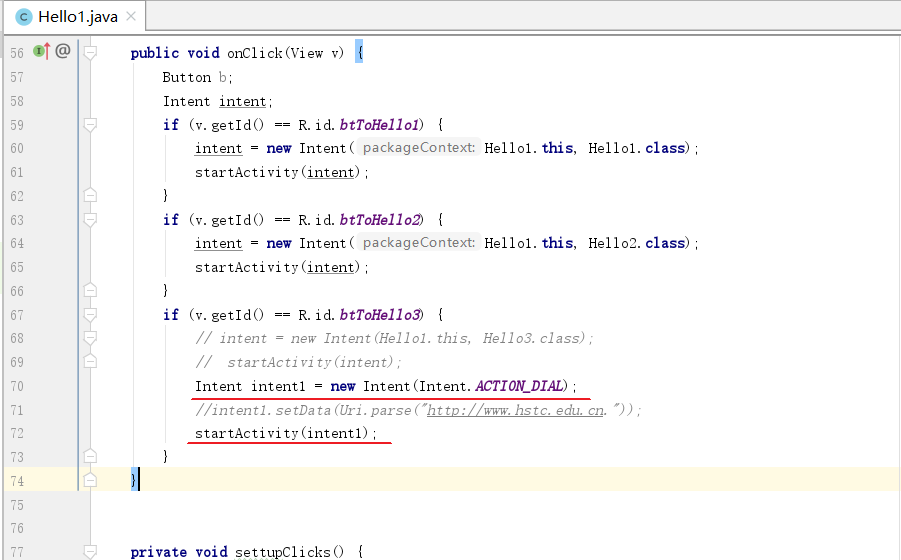 Hello1.java
56 public void onClick(View v) {
57 Button b;
58 Intent intent;
59 if (v.getId() == R.id.btToHello1) {
60 intent = new Intent( packageContext: Hello1.this, Hello1.class);
61 startActivity(intent);
62 }
63 if (v.getId() == R.id.btToHello2) {
64 intent = new Intent( packageContext: Hello1.this, Hello2.class);
65 startActivity(intent);
66 }
67 if (v.getId() == R.id.btToHello3) {
68 // intent = new Intent(Hello1.this, Hello3.class);
69 //  startActivity(intent);
70 Intent intent1 = new Intent(Intent.ACTION_DIAL);
71 //intent1.setData(Uri.parse("http://www.hstc.edu.cn."));
72 startActivity(intent1);
73 }
74 }
75
76
77 private void settupClicks() {